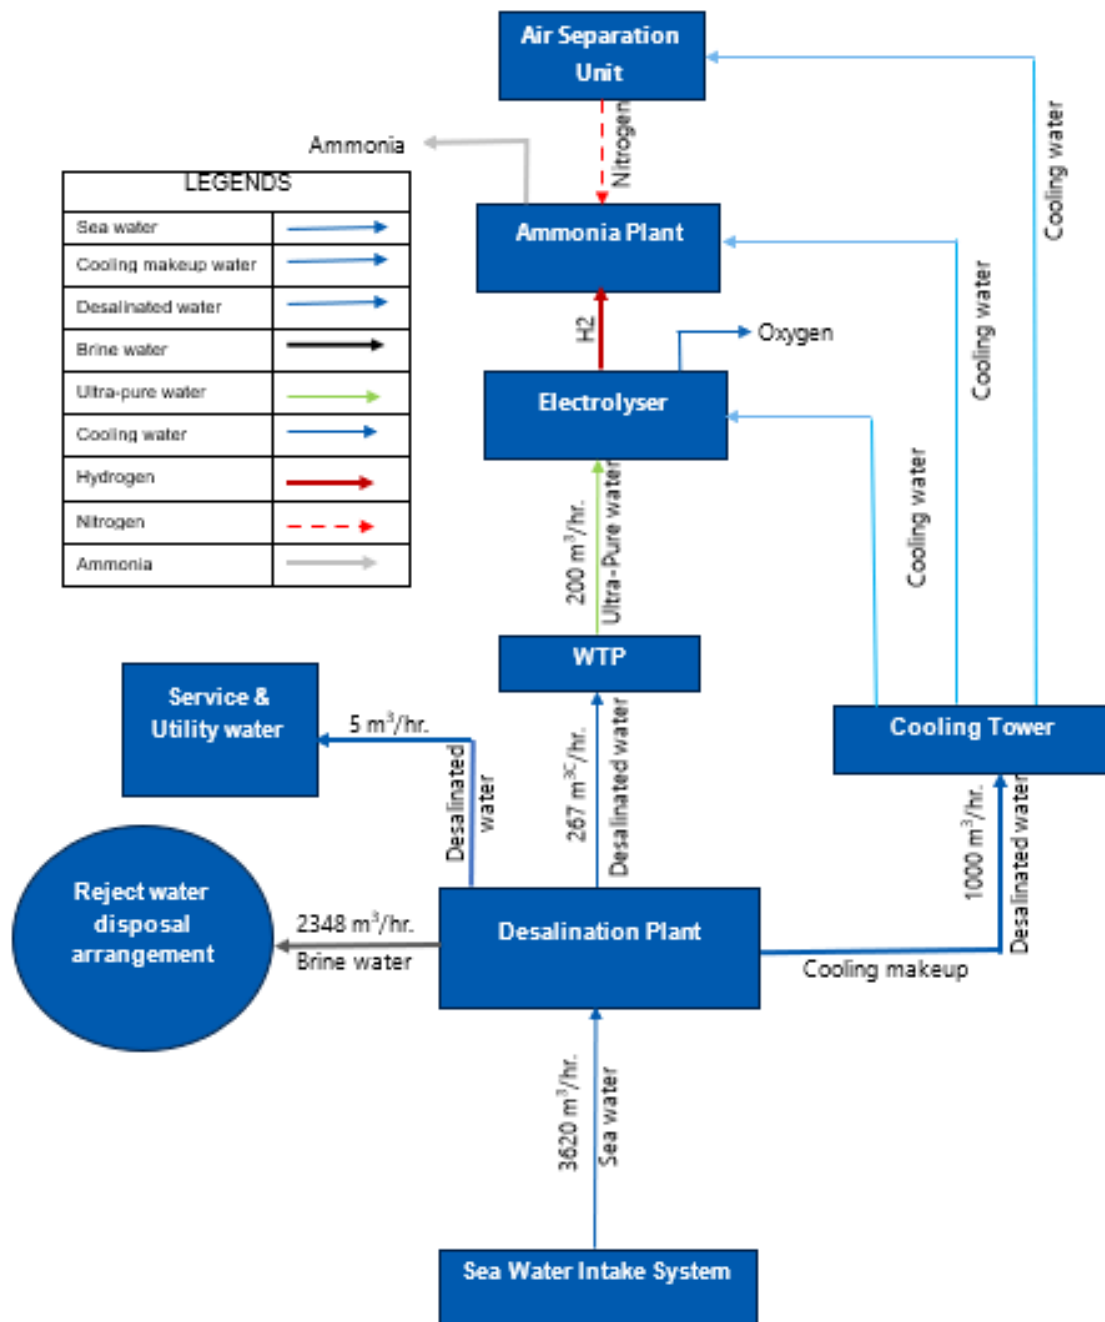 Air Separation
Unit
Nitrogen
Cooling water
Ammonia
LEGENDS
Sea water
Cooling makeup water
Desalinated water
Brine water
Ultra-pure water
Cooling water
Hydrogen
Nitrogen
Ammonia
Ammonia Plant
Cooling water
H2
Oxygen
Electrolyser
Cooling water
200 m³/hr.
Ultra-Pure water
WTP
Service &
Utility water
5 m³/hr.
Desalinated
water
267 m³ᶜ/hr.
Desalinated water
Cooling Tower
1000 m³/hr.
Desalinated water
Reject water
disposal
arrangement
2348 m³/hr.
Brine water
Desalination Plant
Cooling makeup
3620 m³/hr.
Sea water
Sea Water Intake System